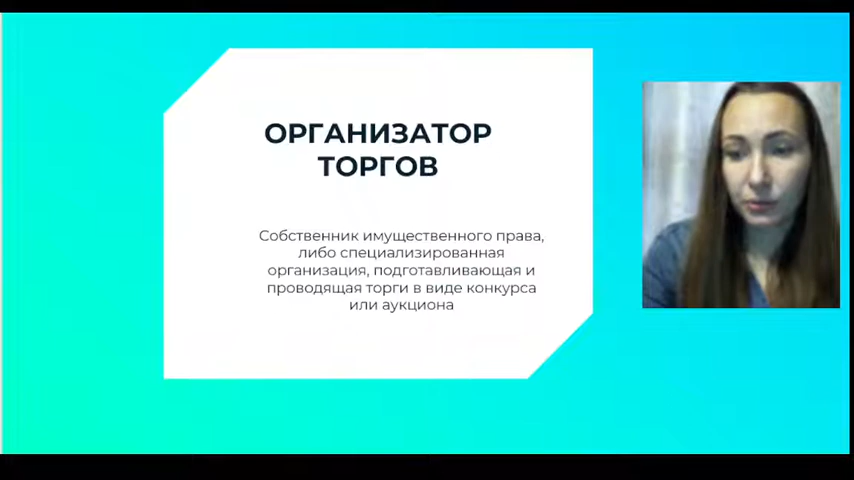 ОРГАНИЗАТОР
ТОРГОВ
Собственник имущественного права,
либо специализированная
организация, подготавливающая и
проводящая торги в виде конкурса
или аукциона